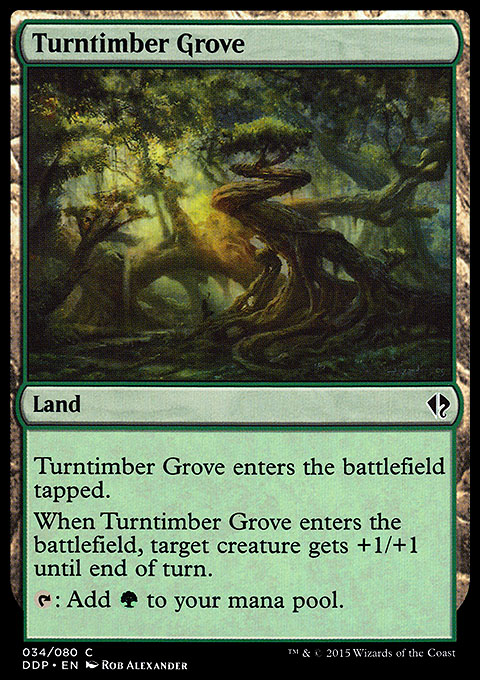 Turntimber Grove
Land
Turntimber Grove enters the battlefield
tapped.
When Turntimber Grove enters the
battlefield, target creature gets +1/+1
until end of turn.
: Add to your mana pool.
034/080 C
DDP • EN Rob Alexander
™ & © 2015 Wizards of the Coast